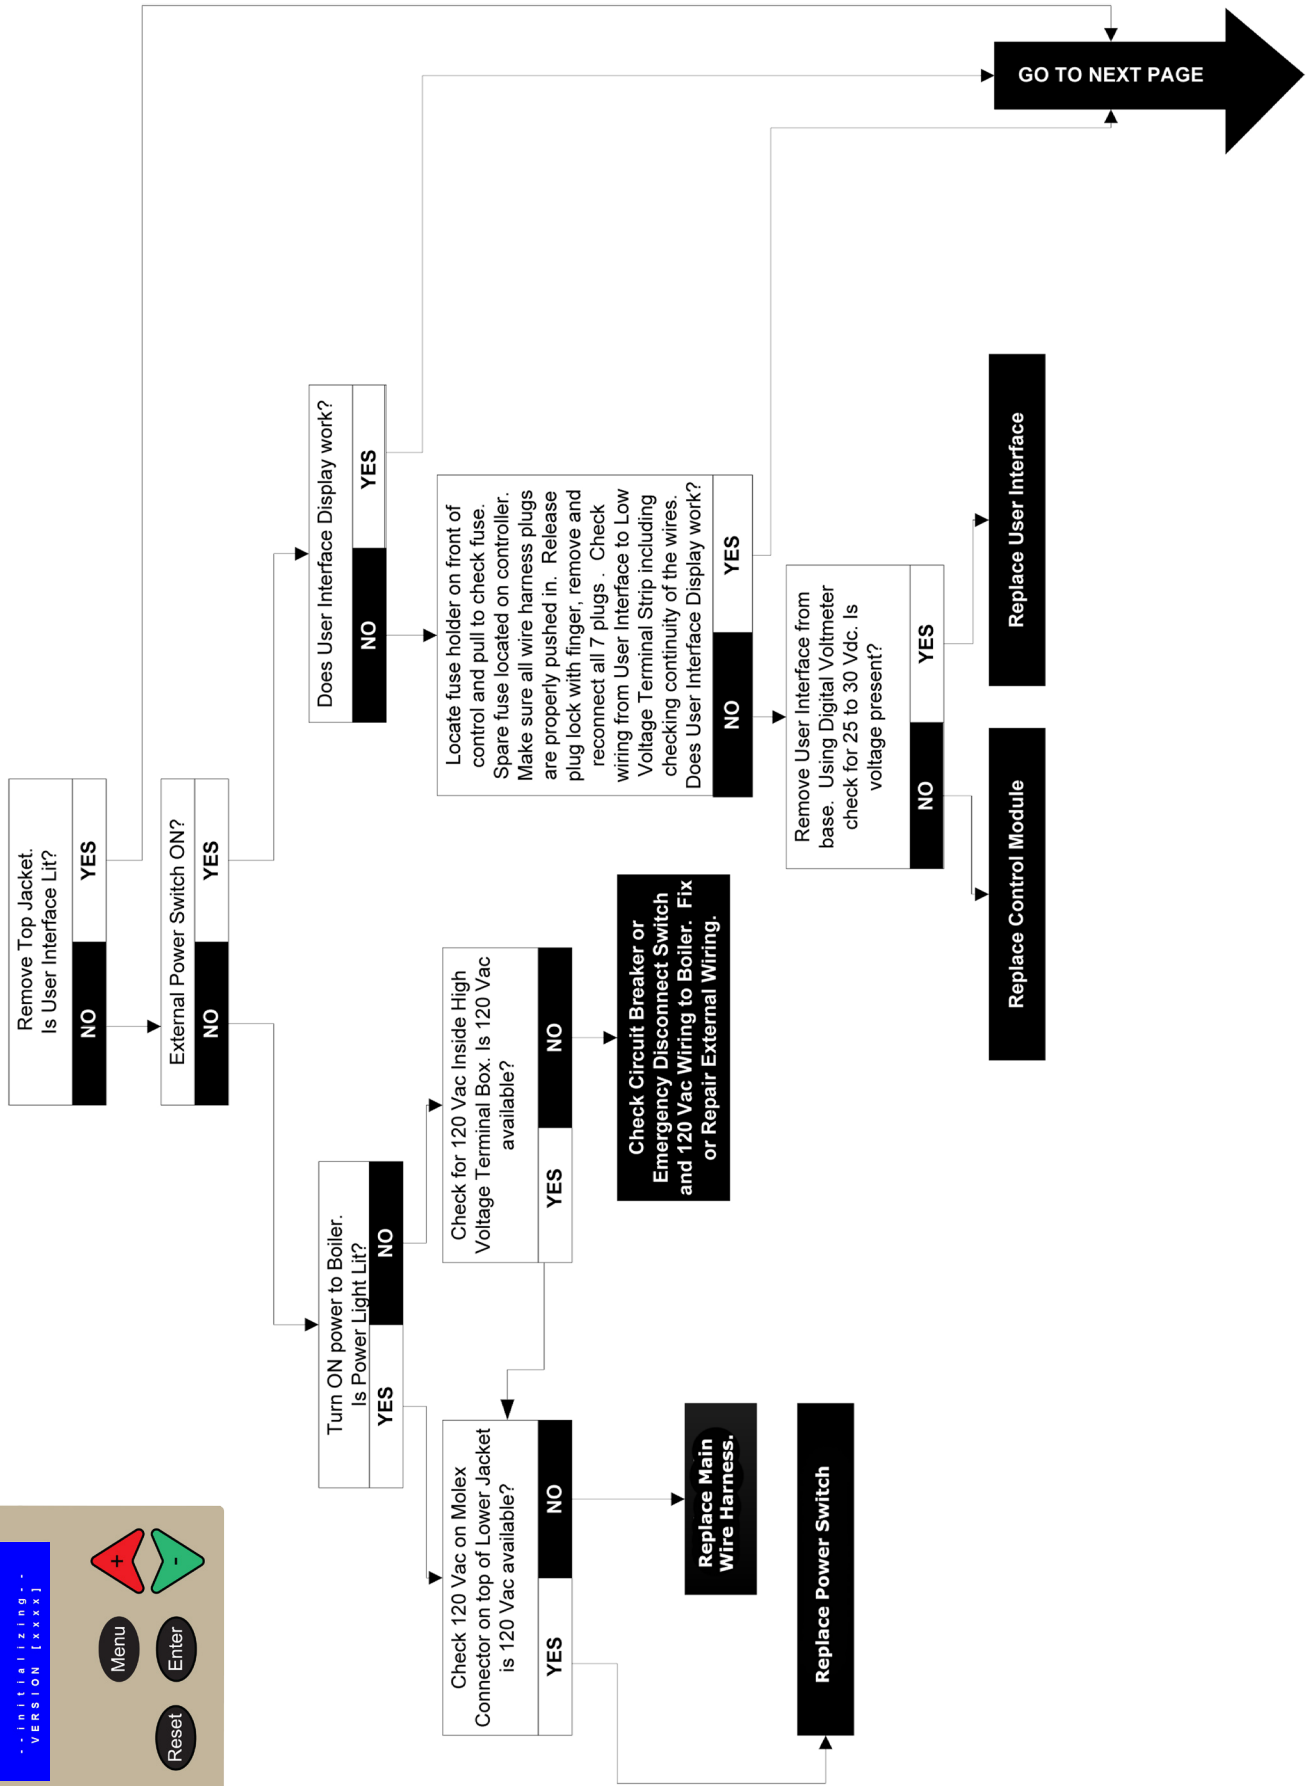 --initializing--
VERSION [xxxx]
Menu
Reset
Enter
+
-
Remove Top Jacket.
Is User Interface Lit?
NO
YES
External Power Switch ON?
NO
YES
Turn ON power to Boiler.
Is Power Light Lit?
YES
NO
Does User Interface Display work?
NO
YES
Check 120 Vac on Molex
Connector on top of Lower Jacket
is 120 Vac available?
YES
NO
Check for 120 Vac Inside High
Voltage Terminal Box. Is 120 Vac
available?
YES
NO
Locate fuse holder on front of
control and pull to check fuse.
Spare fuse located on controller.
Make sure all wire harness plugs
are properly pushed in. Release
plug lock with finger, remove and
reconnect all 7 plugs . Check
wiring from User Interface to Low
Voltage Terminal Strip including
checking continuity of the wires.
Does User Interface Display work?
NO
YES
Check Circuit Breaker or
Emergency Disconnect Switch
and 120 Vac Wiring to Boiler. Fix
or Repair External Wiring.
Replace Main
Wire Harness.
Replace Power Switch
Remove User Interface from
base. Using Digital Voltmeter
check for 25 to 30 Vdc. Is
voltage present?
NO
YES
Replace Control Module
Replace User Interface
GO TO NEXT PAGE